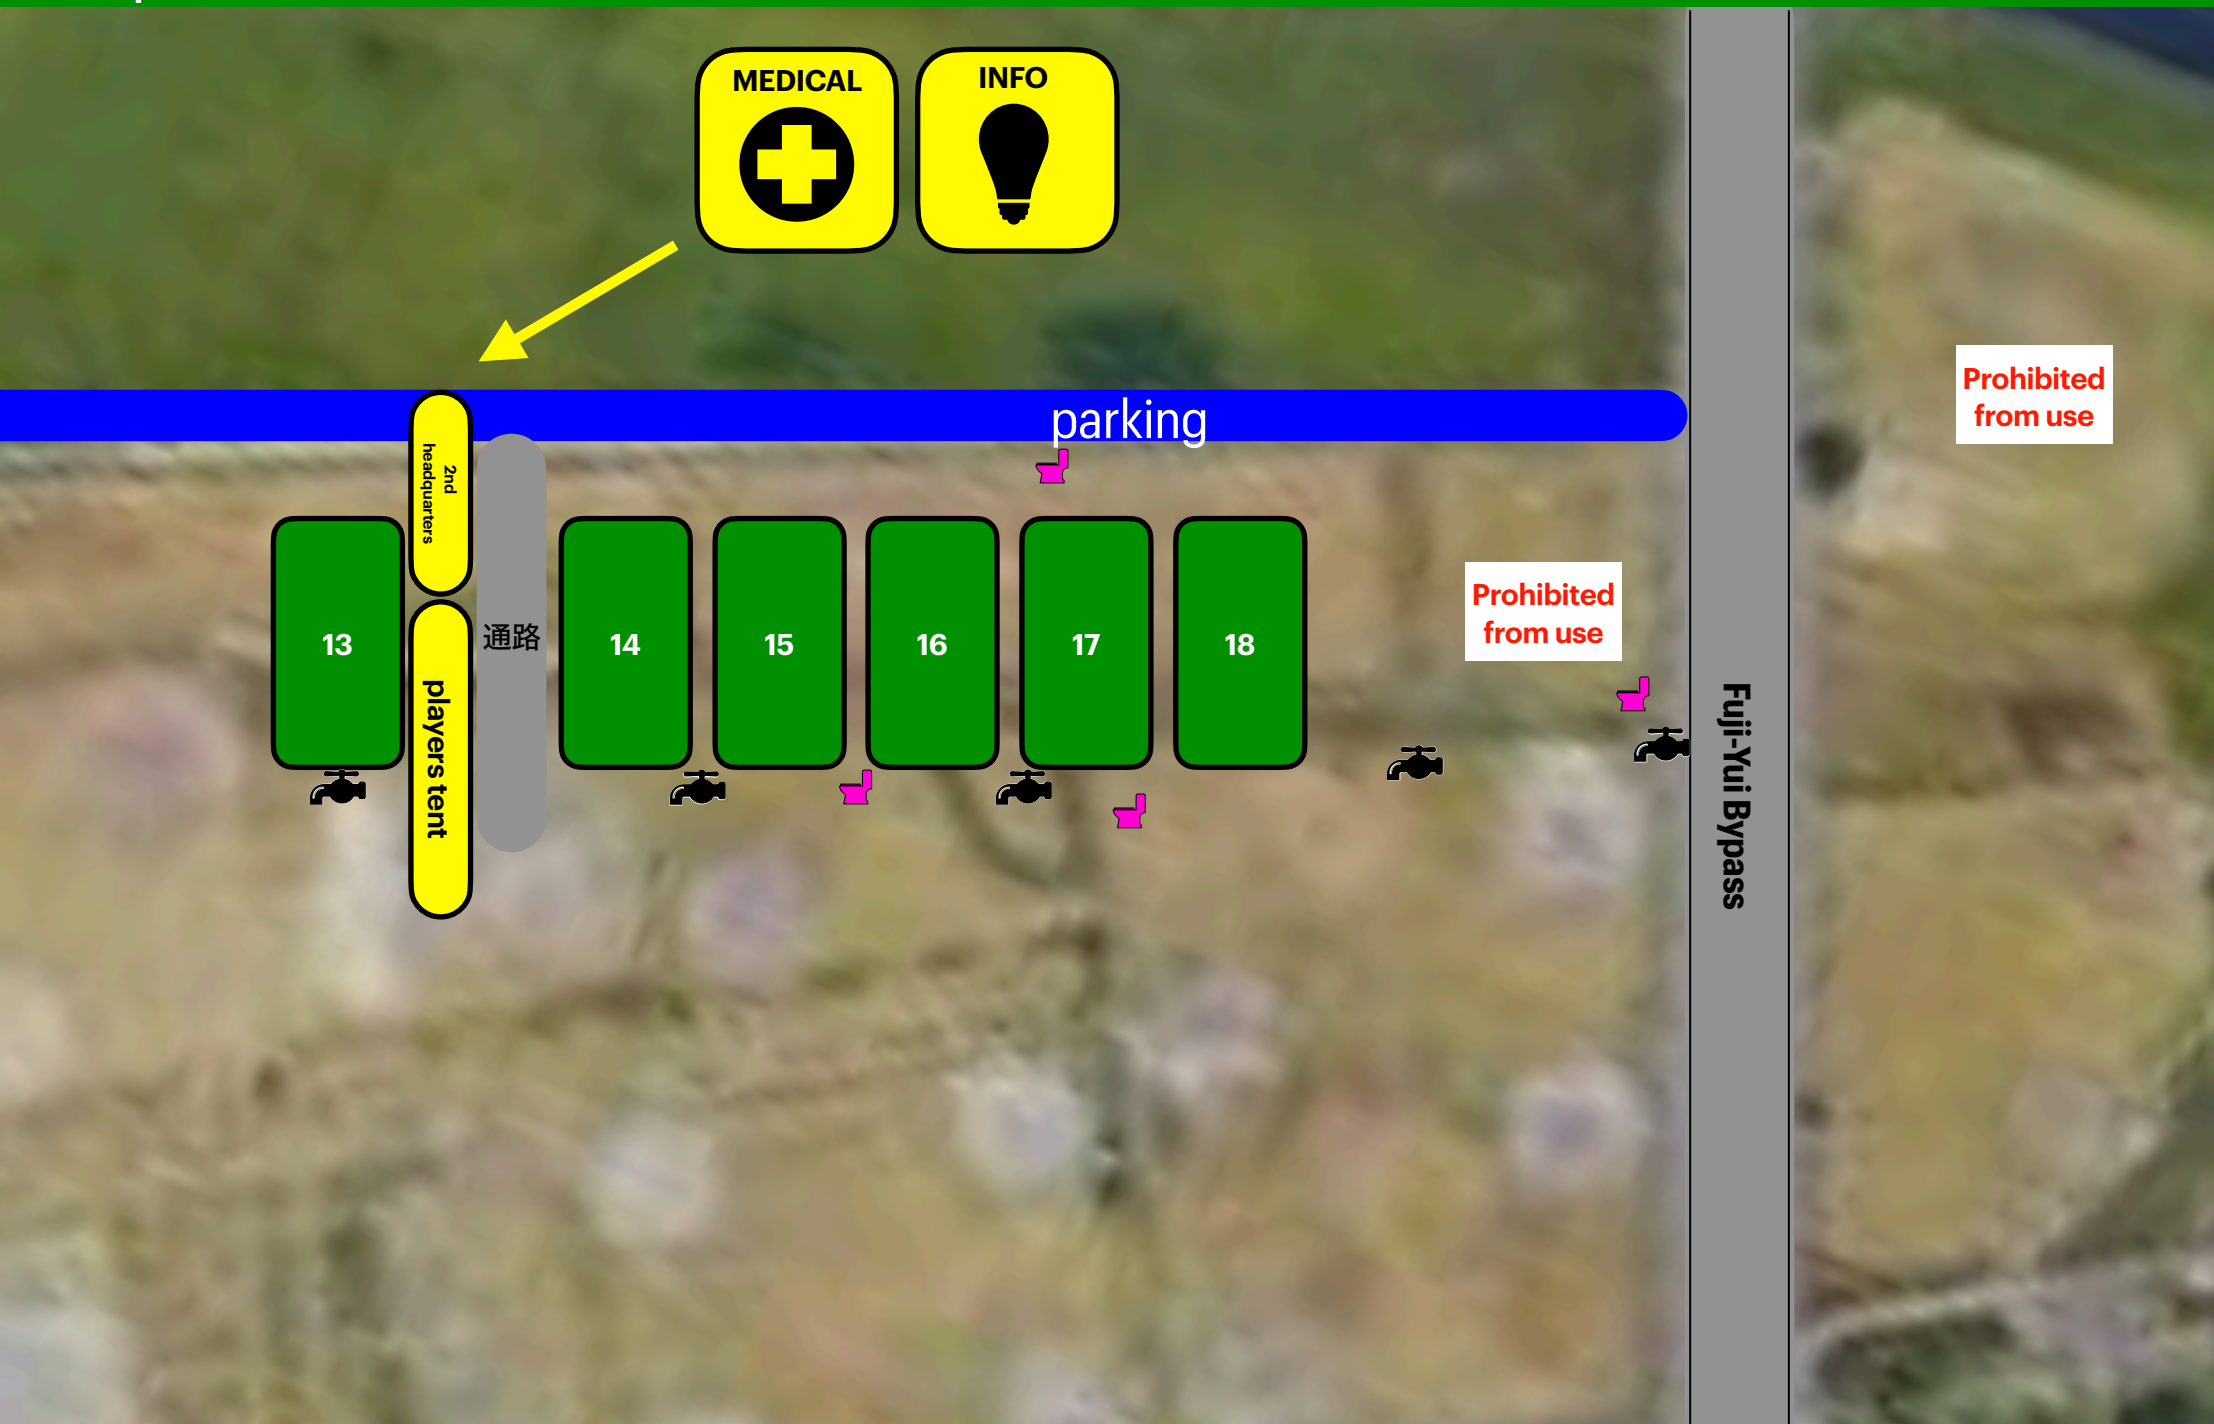 MEDICAL
INFO
parking
Prohibited
from use
2nd
headquarters
13
通路
14
15
16
17
18
Prohibited
from use
players tent
Fuji-Yui Bypass